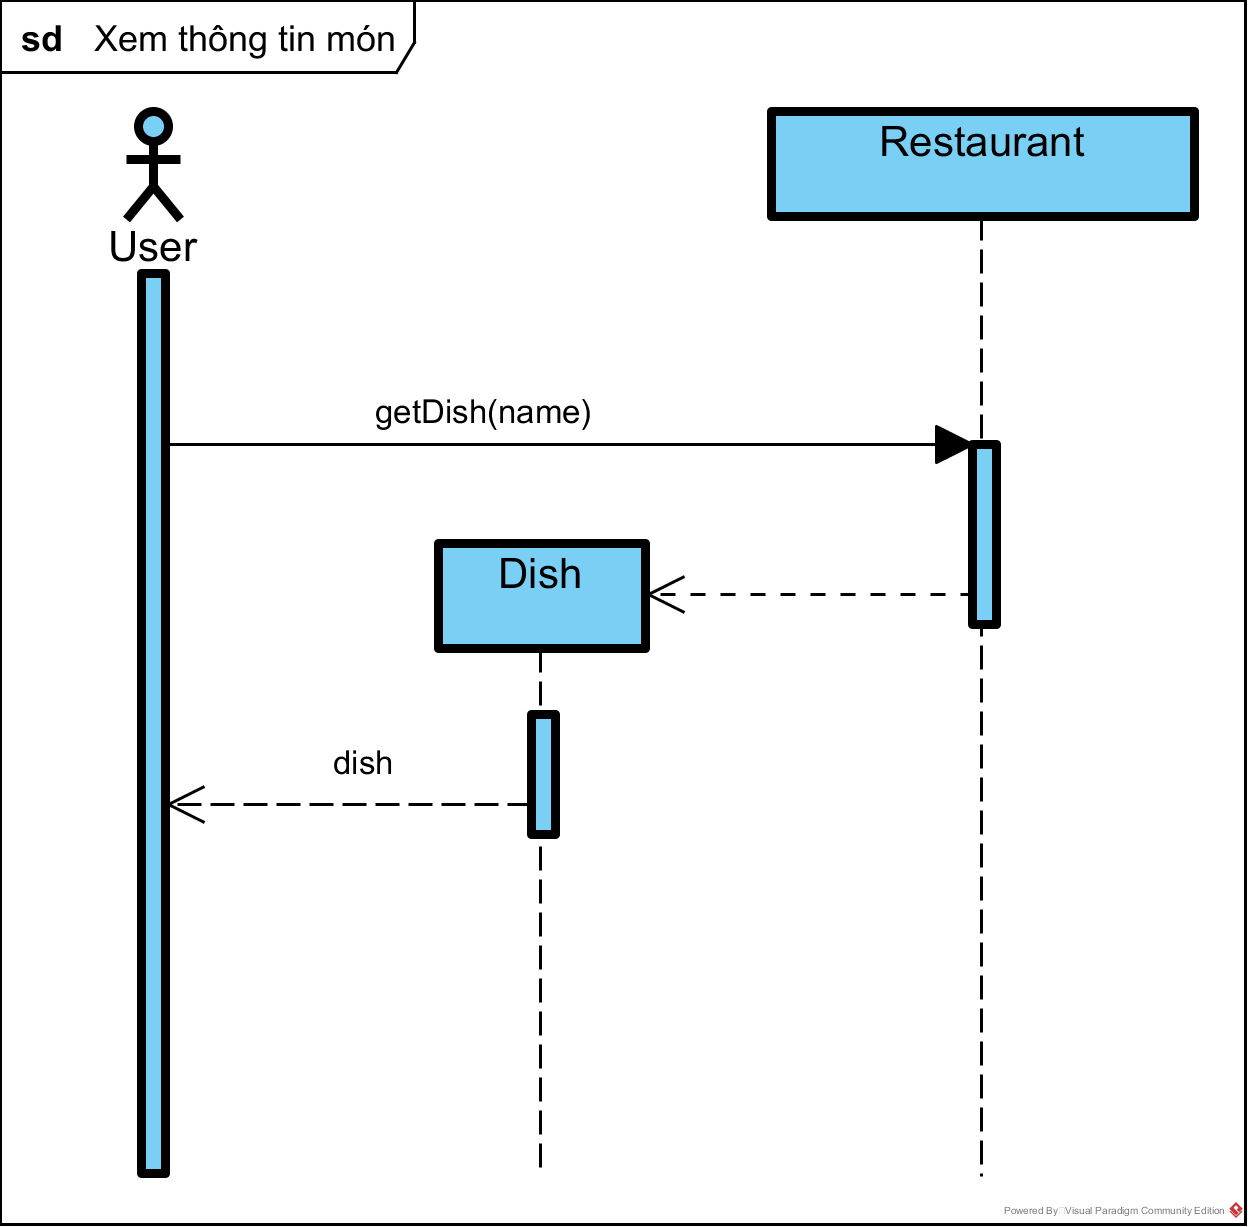 sd Xem thông tin món
Restaurant
User
getDish(name)
Dish
dish
Powered By Visual Paradigm Community Edition